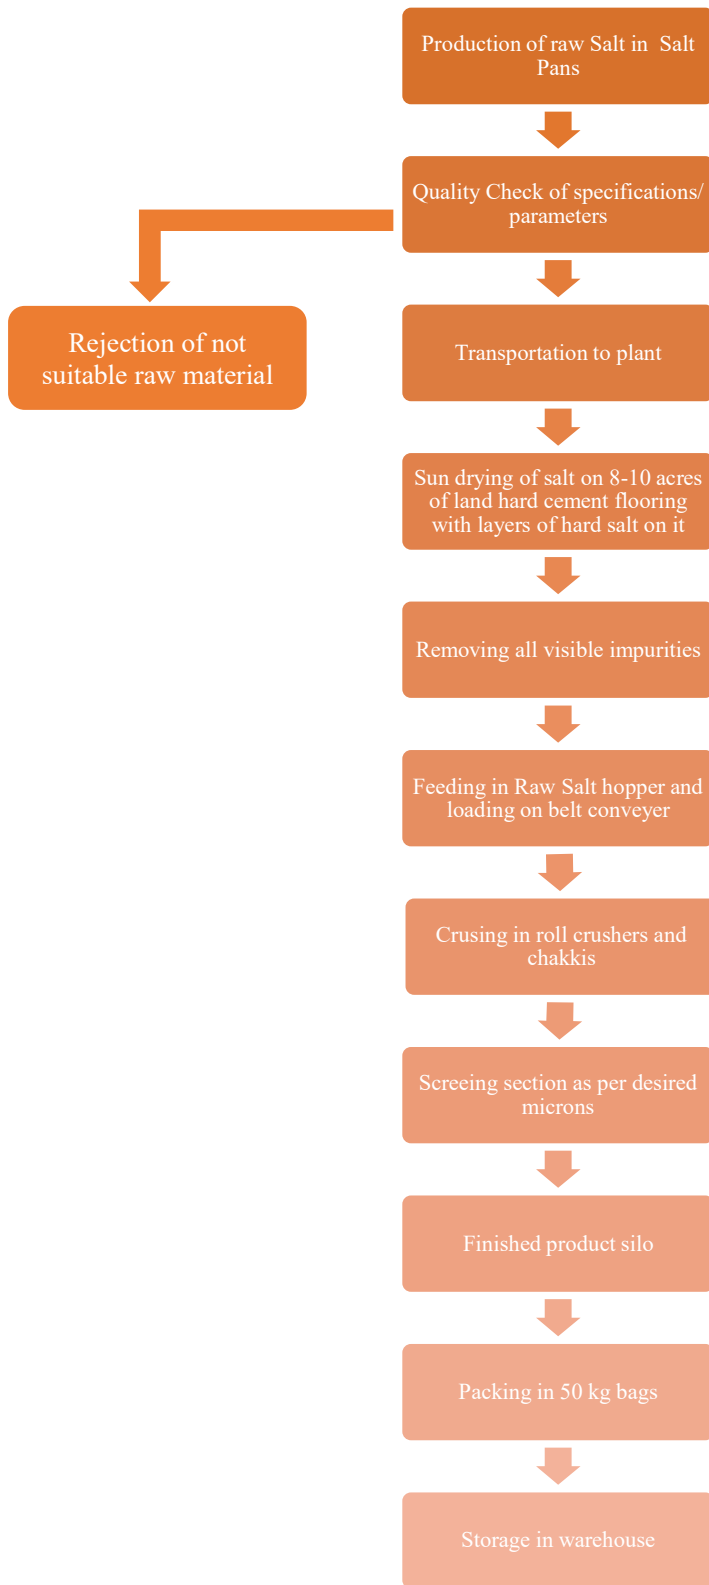 Production of raw Salt in  Salt
Pans
Quality Check of specifications/
parameters
Rejection of not
suitable raw material
Transportation to plant
Sun drying of salt on 8-10 acres
of land hard cement flooring
with layers of hard salt on it
Removing all visible impurities
Feeding in Raw Salt hopper and
loading on belt conveyer
Crusing in roll crushers and
chakkis
Screeing section as per desired
microns
Finished product silo
Packing in 50 kg bags
Storage in warehouse